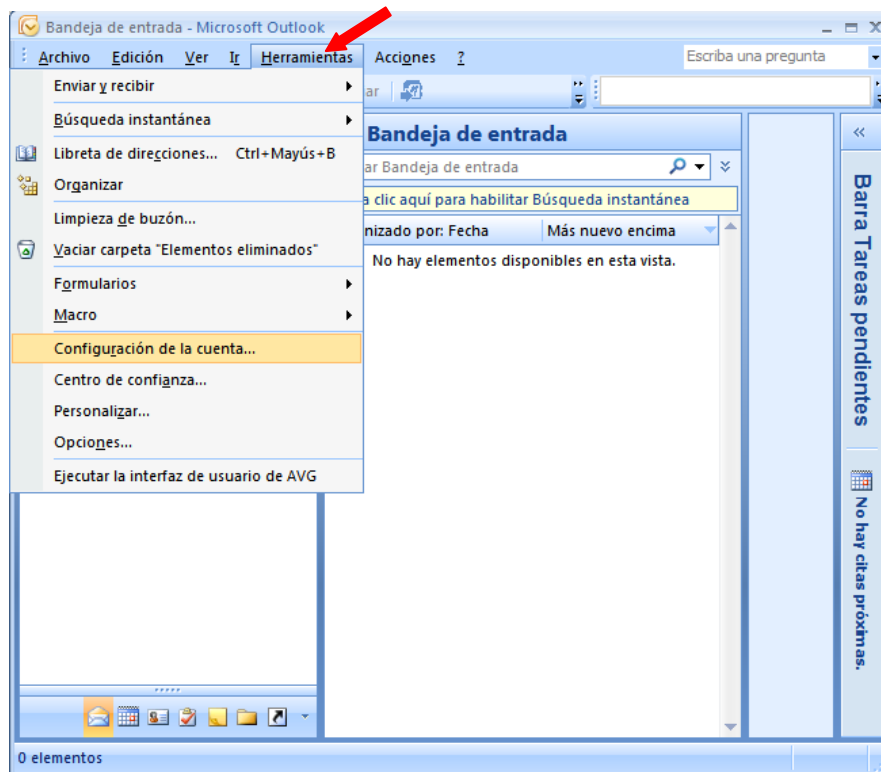 Bandeja de entrada - Microsoft Outlook
Archivo Edición Ver Ir Herramientas Acciones ? Escriba una pregunta
Enviar y recibir
ar
Búsqueda instantánea
Bandeja de entrada
Libreta de direcciones... Ctrl+Mayús+B
ar Bandeja de entrada
Organizar
a clic aquí para habilitar Búsqueda instantánea
Limpieza de buzón...
nizado por: Fecha Más nuevo encima
Vaciar carpeta "Elementos eliminados"
No hay elementos disponibles en esta vista.
Formularios
Macro
Configuración de la cuenta...
Centro de confianza...
Personalizar...
Opciones...
Ejecutar la interfaz de usuario de AVG
Barra Tareas pendientes
No hay citas próximas.
0 elementos